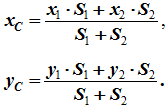 x_C = (x_1 · S_1 + x_2 · S_2) / (S_1 + S_2),
y_C = (y_1 · S_1 + y_2 · S_2) / (S_1 + S_2).